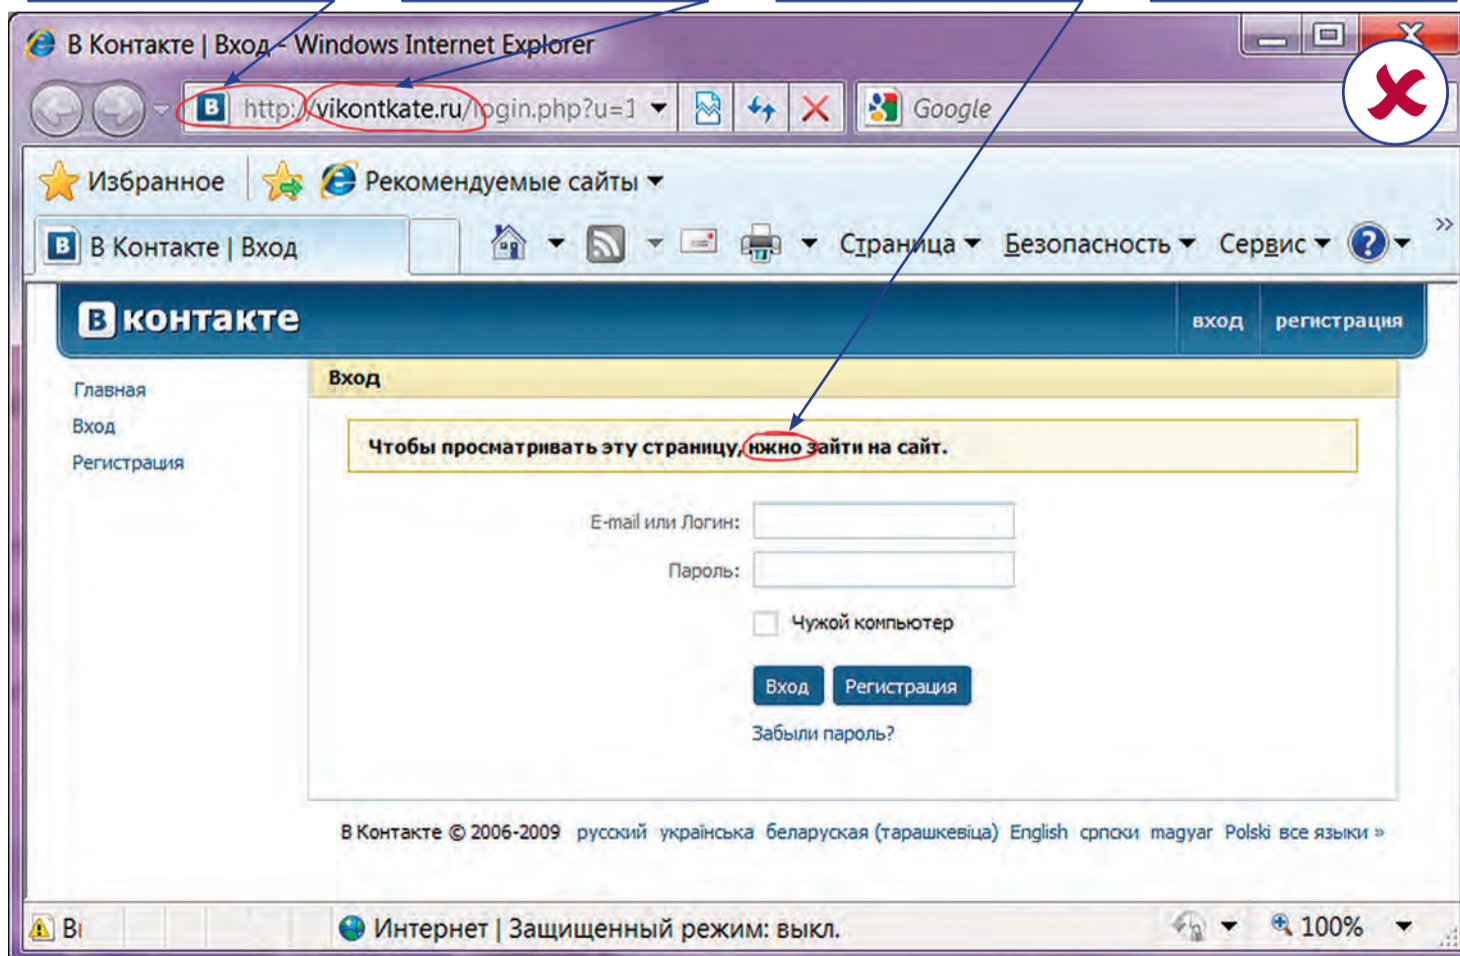 В Контакте | Вход - Windows Internet Explorer
В http://vikontkate.ru/login.php?u=1
Google
Избранное Рекомендуемые сайты
В В Контакте | Вход
Страница Безопасность Сервис ? »
В контакте
вход регистрация
Главная
Вход
Регистрация
Вход
Чтобы просматривать эту страницу, нжно зайти на сайт.
E-mail или Логин:
Пароль:
Чужой компьютер
Вход Регистрация
Забыли пароль?
В Контакте © 2006-2009 русский українська беларуская (тарашкевіца) English српски magyar Polski все языки »
Интернет | Защищенный режим: выкл.
100%